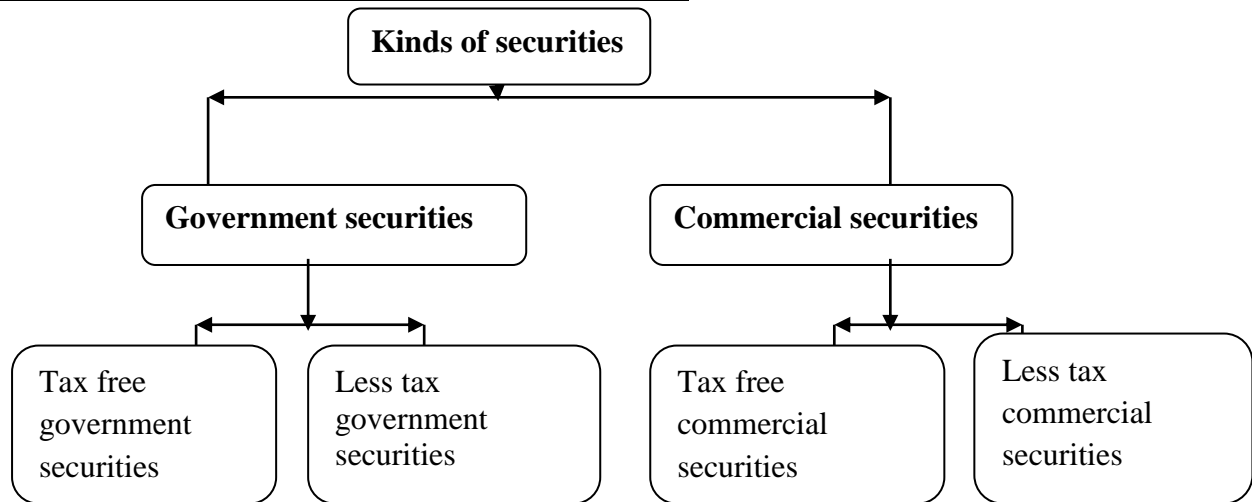 Kinds of securities
Government securities
Commercial securities
Tax free
government
securities
Less tax
government
securities
Tax free
commercial
securities
Less tax
commercial
securities